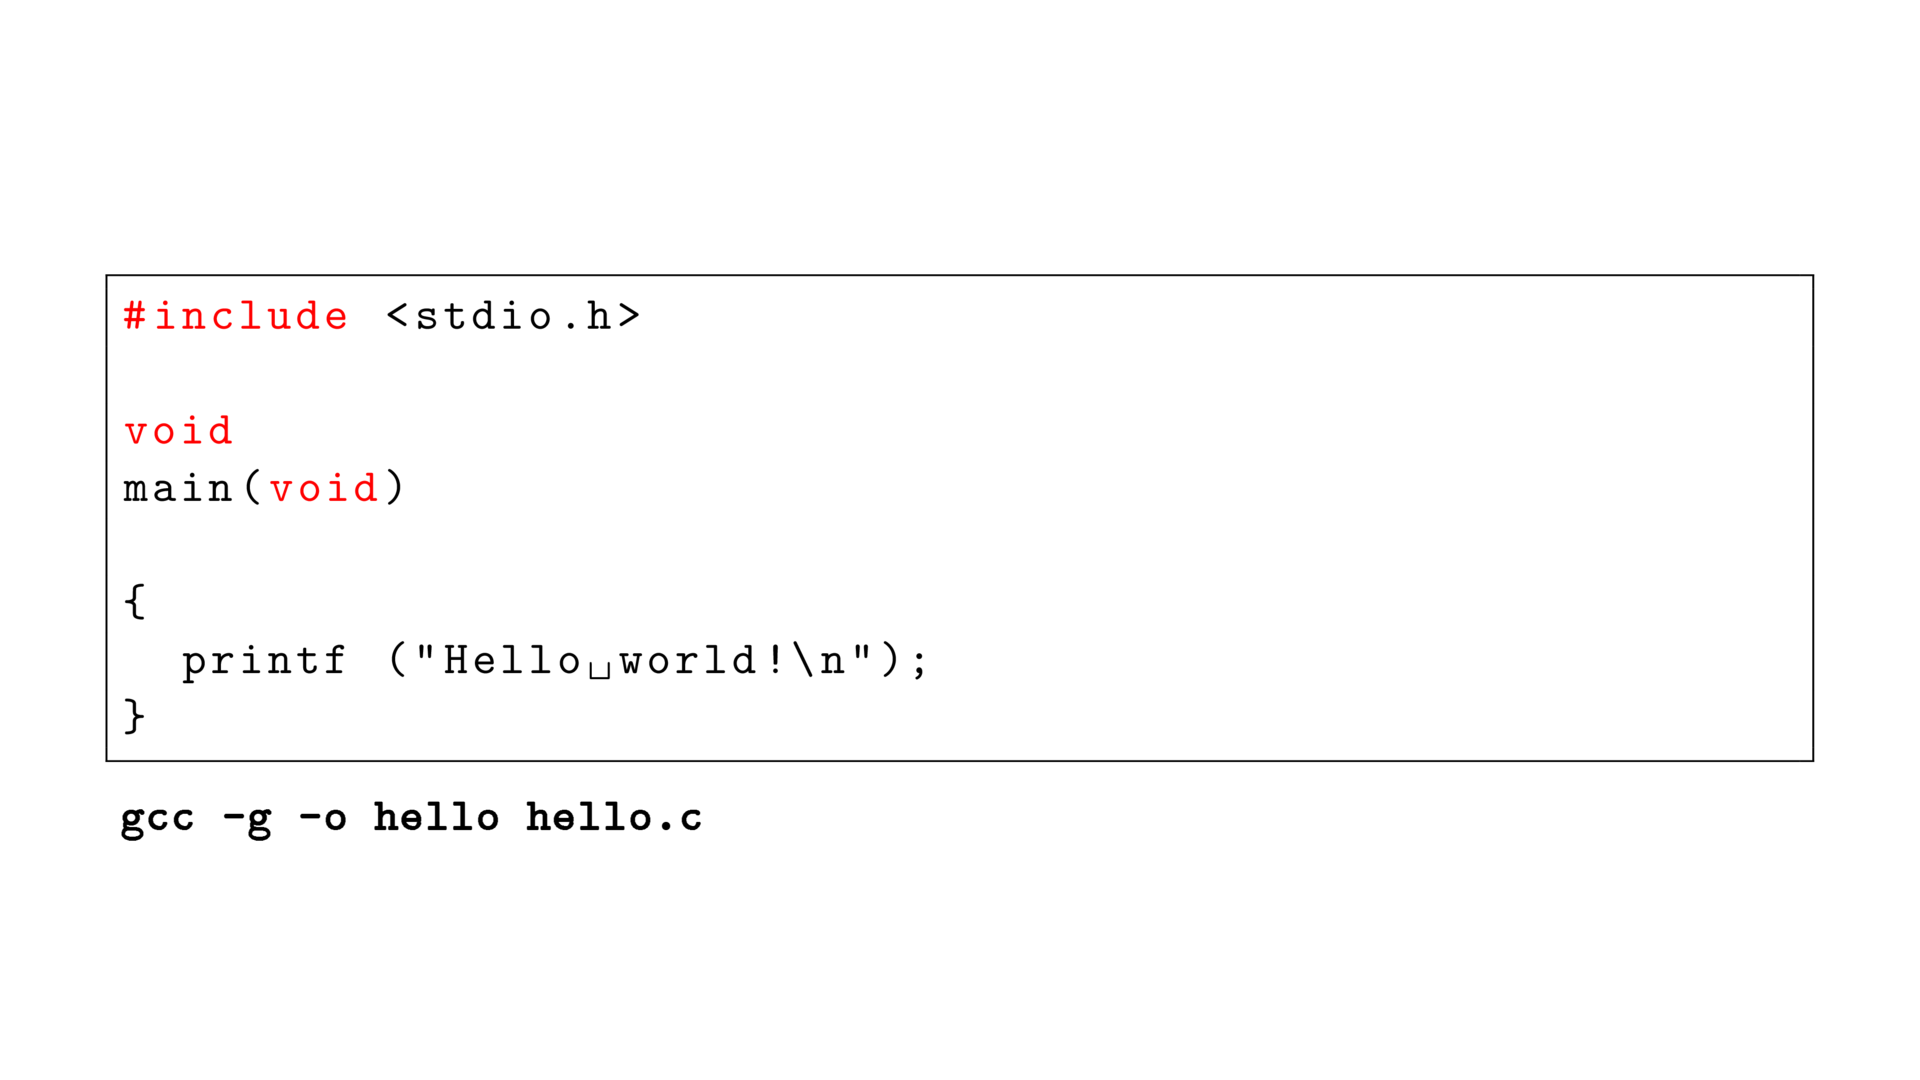 #include <stdio.h>
void
main(void)
{
printf ("Hello␣world!\n");
}
gcc -g -o hello hello.c